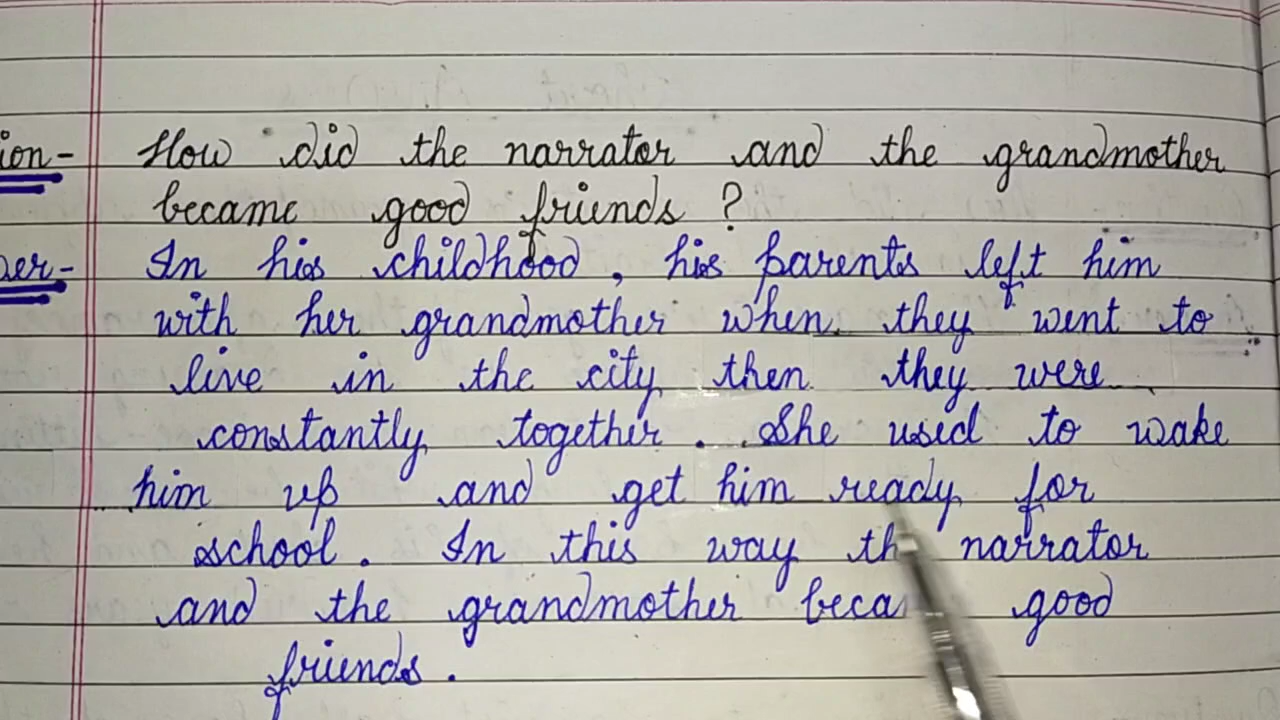 ion- How did the narrator and the grandmother
became good friends ?
er- In his childhood, his parents left him
with her grandmother when they went to
live in the city then they were
constantly together. She used to wake
him up and get him ready for
school. In this way th narrator
and the grandmother beca good
friends.